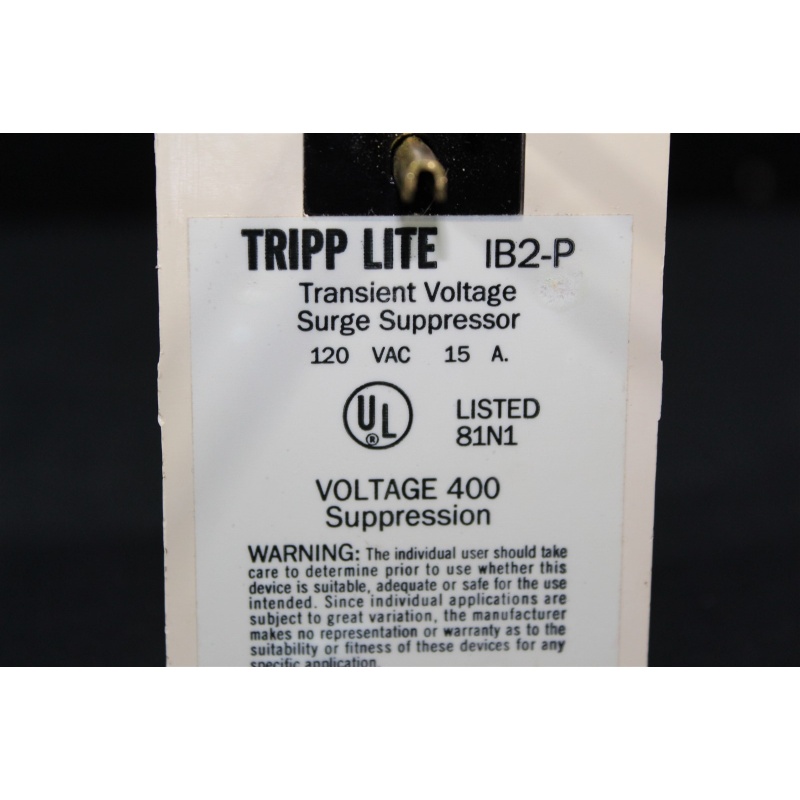 TRIPP LITE IB2-P
Transient Voltage
Surge Suppressor
120 VAC 15 A.
UL ® LISTED
81N1
VOLTAGE 400
Suppression
WARNING: The individual user should take
care to determine prior to use whether this
device is suitable, adequate or safe for the use
intended. Since individual applications are
subject to great variation, the manufacturer
makes no representation or warranty as to the
suitability or fitness of these devices for any
specific application.